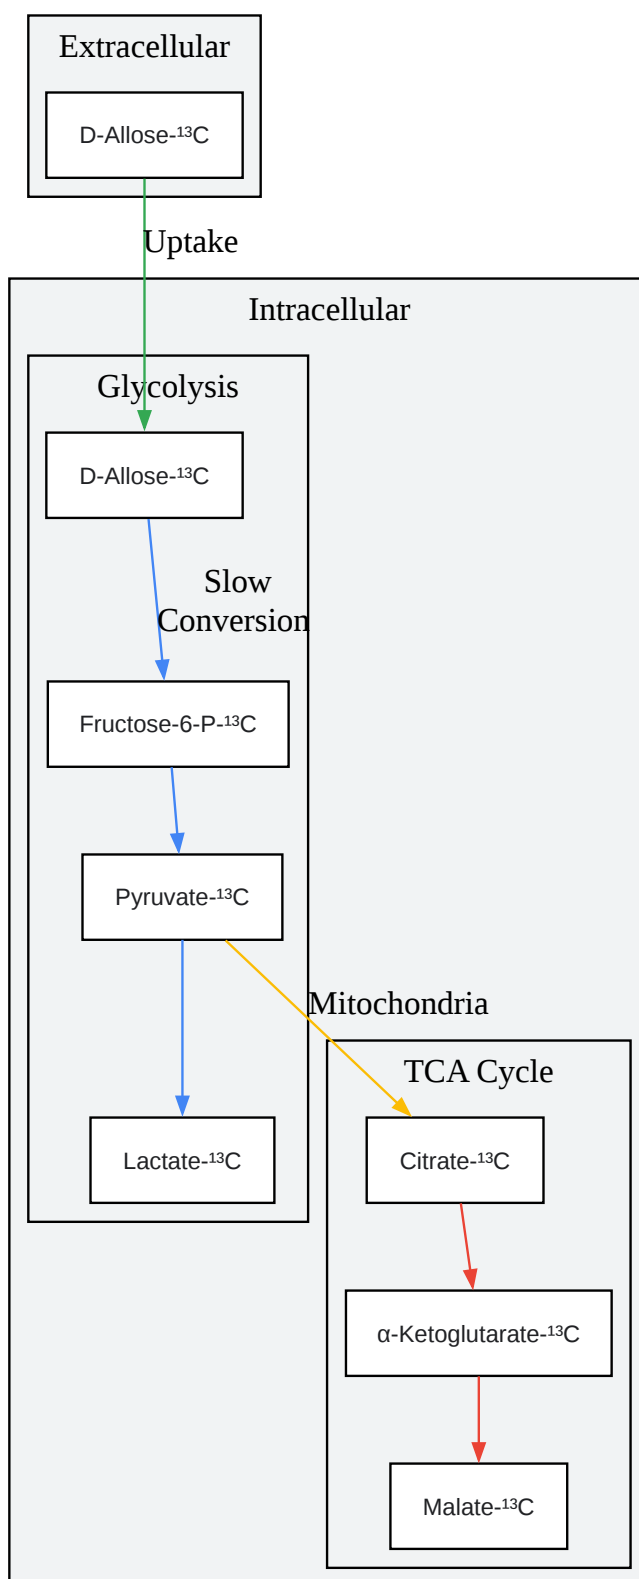 Extracellular
D-Allose-¹³C
Uptake
Intracellular
Glycolysis
D-Allose-¹³C
Slow
Conversion
Fructose-6-P-¹³C
Pyruvate-¹³C
Mitochondria
TCA Cycle
Lactate-¹³C
Citrate-¹³C
α-Ketoglutarate-¹³C
Malate-¹³C